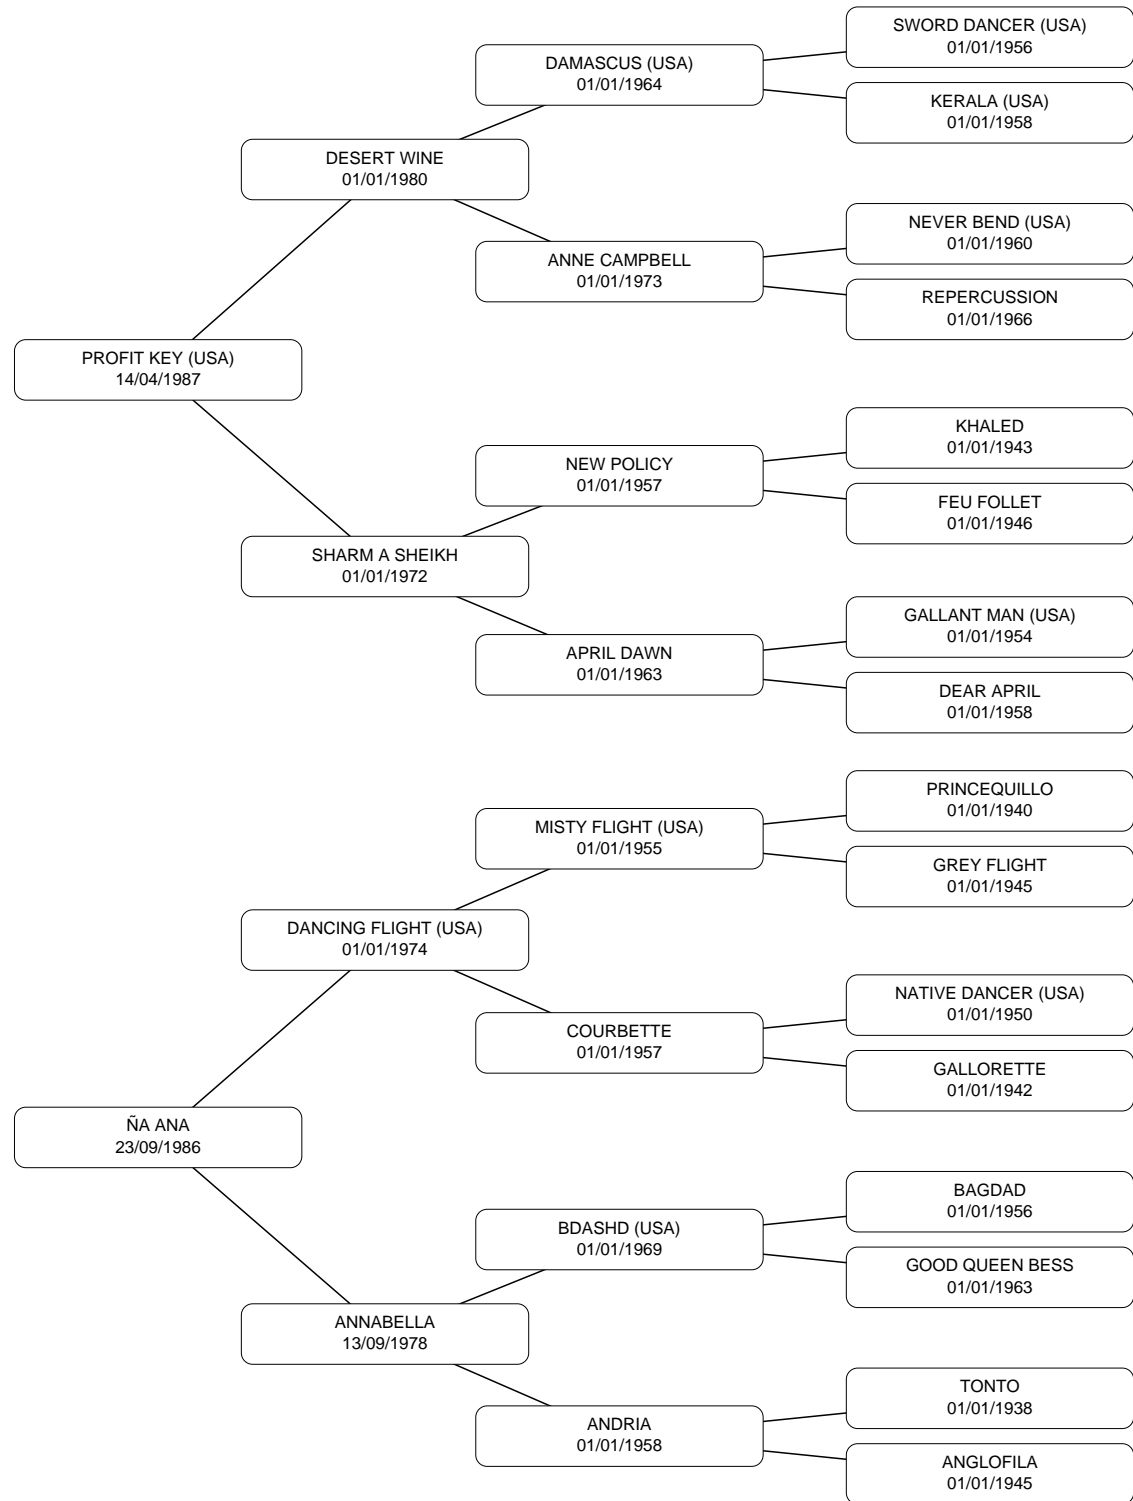 SWORD DANCER (USA)
01/01/1956
DAMASCUS (USA)
01/01/1964
KERALA (USA)
01/01/1958
DESERT WINE
01/01/1980
NEVER BEND (USA)
01/01/1960
ANNE CAMPBELL
01/01/1973
REPERCUSSION
01/01/1966
PROFIT KEY (USA)
14/04/1987
KHALED
01/01/1943
NEW POLICY
01/01/1957
FEU FOLLET
01/01/1946
SHARM A SHEIKH
01/01/1972
GALLANT MAN (USA)
01/01/1954
APRIL DAWN
01/01/1963
DEAR APRIL
01/01/1958
PRINCEQUILLO
01/01/1940
MISTY FLIGHT (USA)
01/01/1955
GREY FLIGHT
01/01/1945
DANCING FLIGHT (USA)
01/01/1974
NATIVE DANCER (USA)
01/01/1950
COURBETTE
01/01/1957
GALLORETTE
01/01/1942
ÑA ANA
23/09/1986
BAGDAD
01/01/1956
BDASHD (USA)
01/01/1969
GOOD QUEEN BESS
01/01/1963
ANNABELLA
13/09/1978
TONTO
01/01/1938
ANDRIA
01/01/1958
ANGLOFILA
01/01/1945